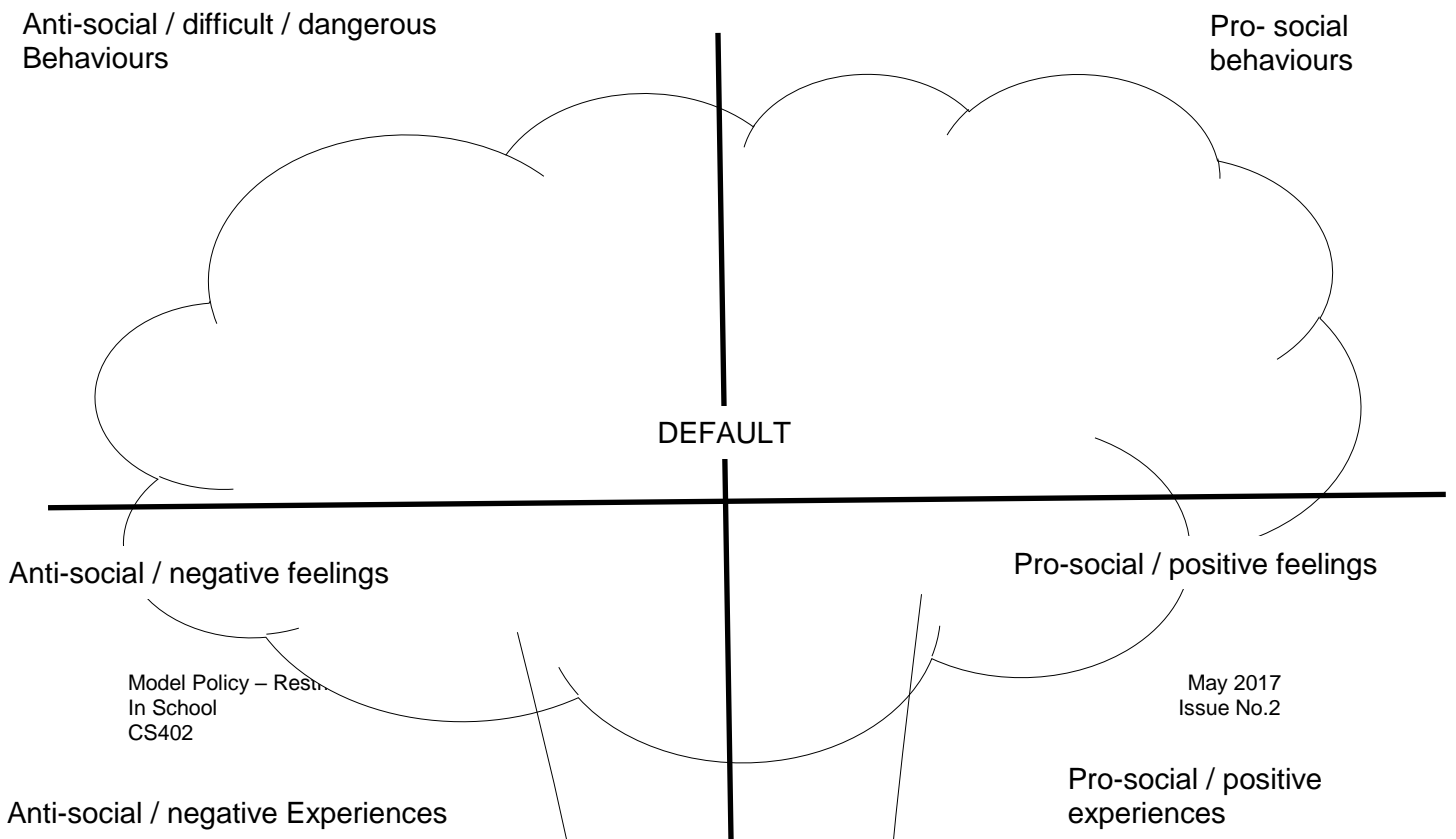 Anti-social / difficult / dangerous
Behaviours
Pro- social
behaviours
DEFAULT
Anti-social / negative feelings
Pro-social / positive feelings
Model Policy –
In School
CS402
May 2017
Issue No.2
Anti-social / negative Experiences
Pro-social / positive
experiences